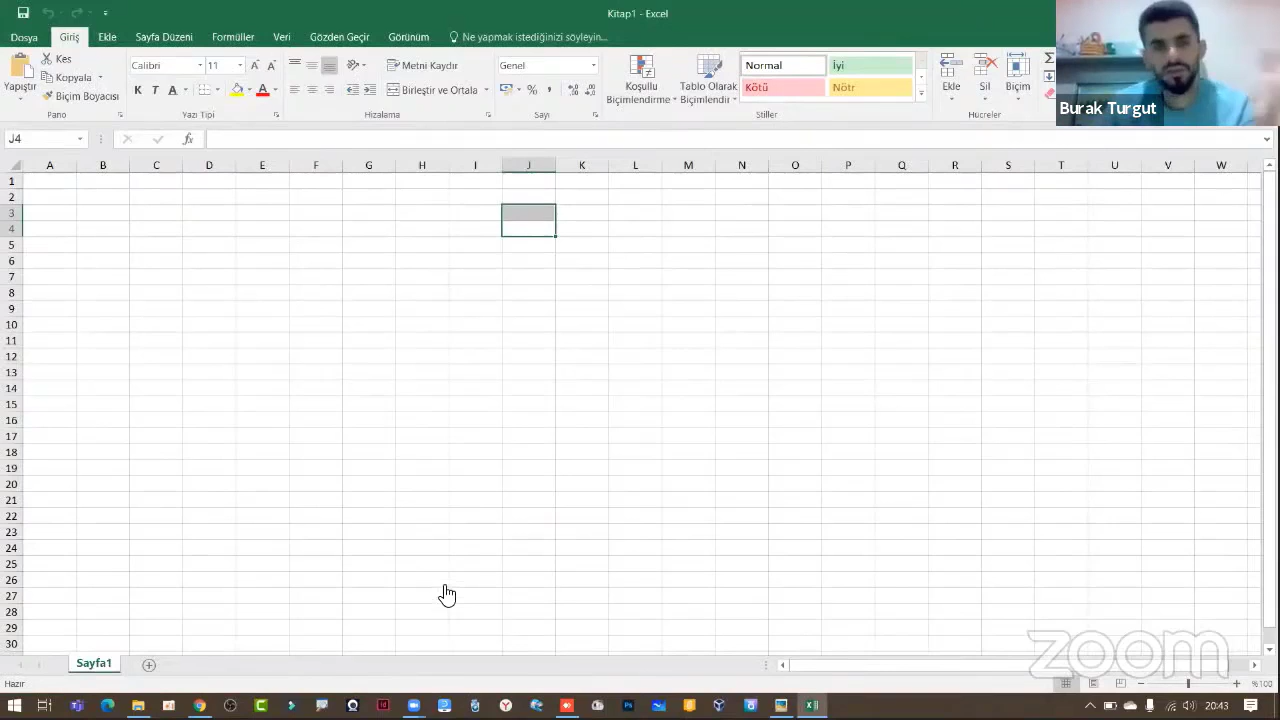 Kitap1 - Excel
Dosya Giriş Ekle Sayfa Düzeni Formüller Veri Gözden Geçir Görünüm Ne yapmak istediğinizi söyleyin...
Yapıştır
Kes
Kopyala
Biçim Boyacısı
Pano
Calibri 11
K T A
Yazı Tipi
Metni Kaydır
Birleştir ve Ortala
Hizalama
Genel
% 000
Sayı
Koşullu Biçimlendirme
Tablo Olarak Biçimlendir
Normal İyi
Kötü Nötr
Stiller
Ekle Sil Biçim
Hücreler
Burak Turgut
J4 fx
A B C D E F G H I J K L M N O P Q R S T U V W
1
2
3
4
5
6
7
8
9
10
11
12
13
14
15
16
17
18
19
20
21
22
23
24
25
26
27
28
29
30
zoom
Sayfa1
Hazır %100
20:43